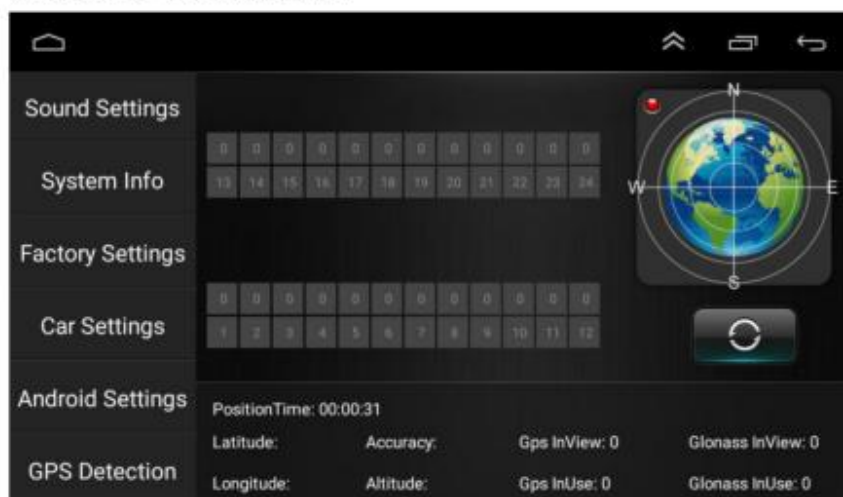 Sound Settings
System Info
Factory Settings
Car Settings
Android Settings
GPS Detection
0 0 0 0 0 0 0 0 0 0 0 0
13 14 15 16 17 18 19 20 21 22 23 24
0 0 0 0 0 0 0 0 0 0 0 0
1 2 3 4 5 6 7 8 9 10 11 12
N
W E
S
PositionTime: 00:00:31
Latitude: Accuracy: Gps InView: 0 Glonass InView: 0
Longitude: Altitude: Gps InUse: 0 Glonass InUse: 0